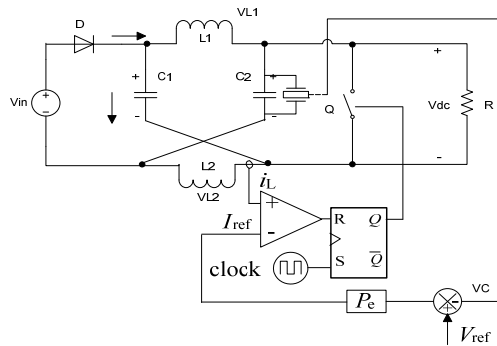 VL1
D
L1
+
+
+
C1
C2
Vin
Q
Vdc
R
-
-
-
L2
VL2
iL
+
Iref
-
R
Q
S
Q̅
clock
Pe
VC
Vref